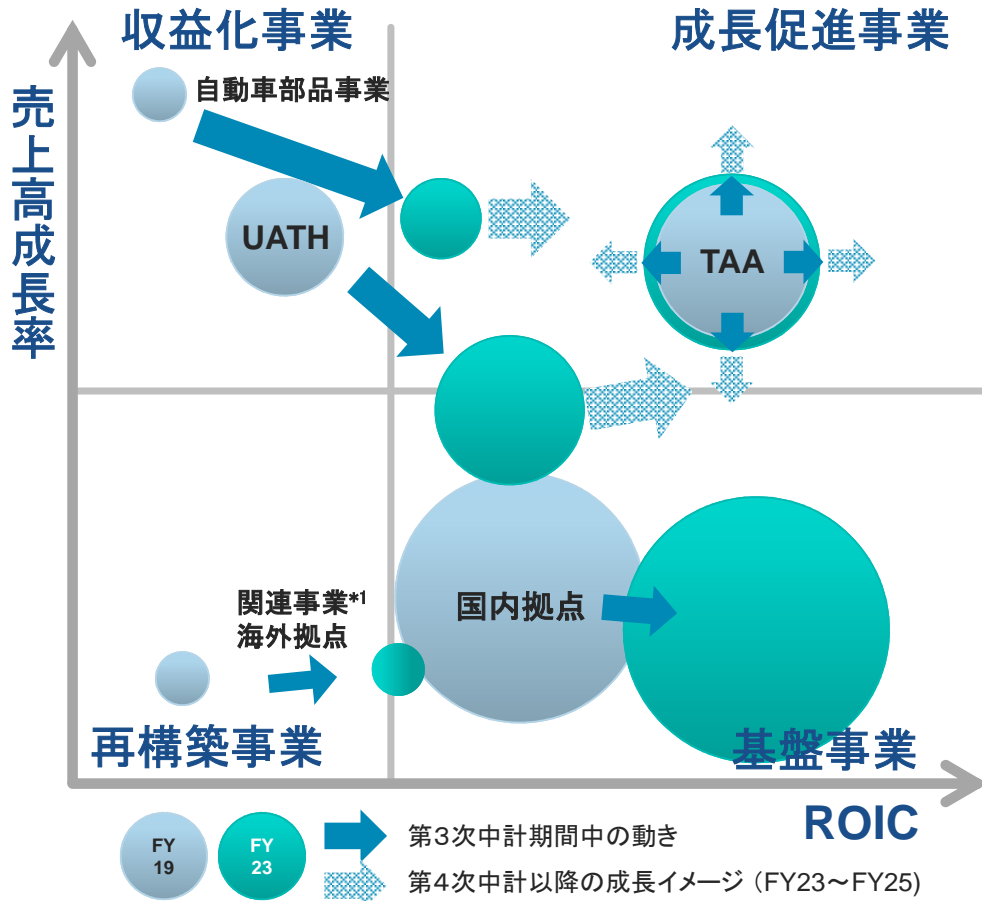 収益化事業
成長促進事業
売上高成長率
自動車部品事業
UATH
TAA
関連事業*1
海外拠点
国内拠点
再構築事業
基盤事業
ROIC
FY
19
FY
23
第３次中計期間中の動き
第４次中計以降の成長イメージ（FY23～FY25）